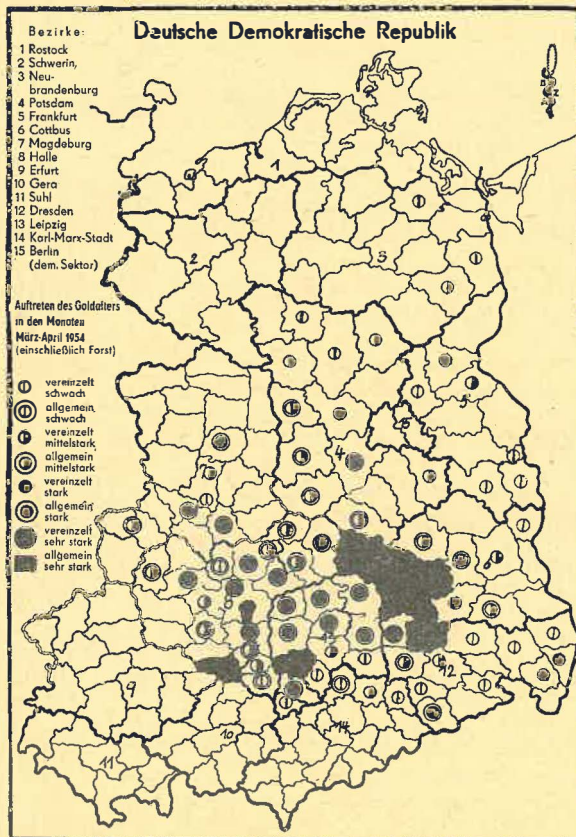 Deutsche Demokratische Republik
Bezirke:
1 Rostock
2 Schwerin,
3 Neu-
brandenburg
4 Potsdam
5 Frankfurt
6 Cottbus
7 Magdeburg
8 Halle
9 Erfurt
10 Gera
11 Suhl
12 Dresden
13 Leipzig
14 Karl-Marx-Stadt
15 Berlin
(dem. Sektor)
Auftreten des Goldafters
in den Monaten
März-April 1954
(einschließlich Forst)
vereinzelt
schwach
allgemein
schwach
vereinzelt
mittelstark
allgemein
mittelstark
vereinzelt
stark
allgemein
stark
vereinzelt
sehr stark
allgemein
sehr stark
1
2
3
4
15
7
6
12
9
10
14
11